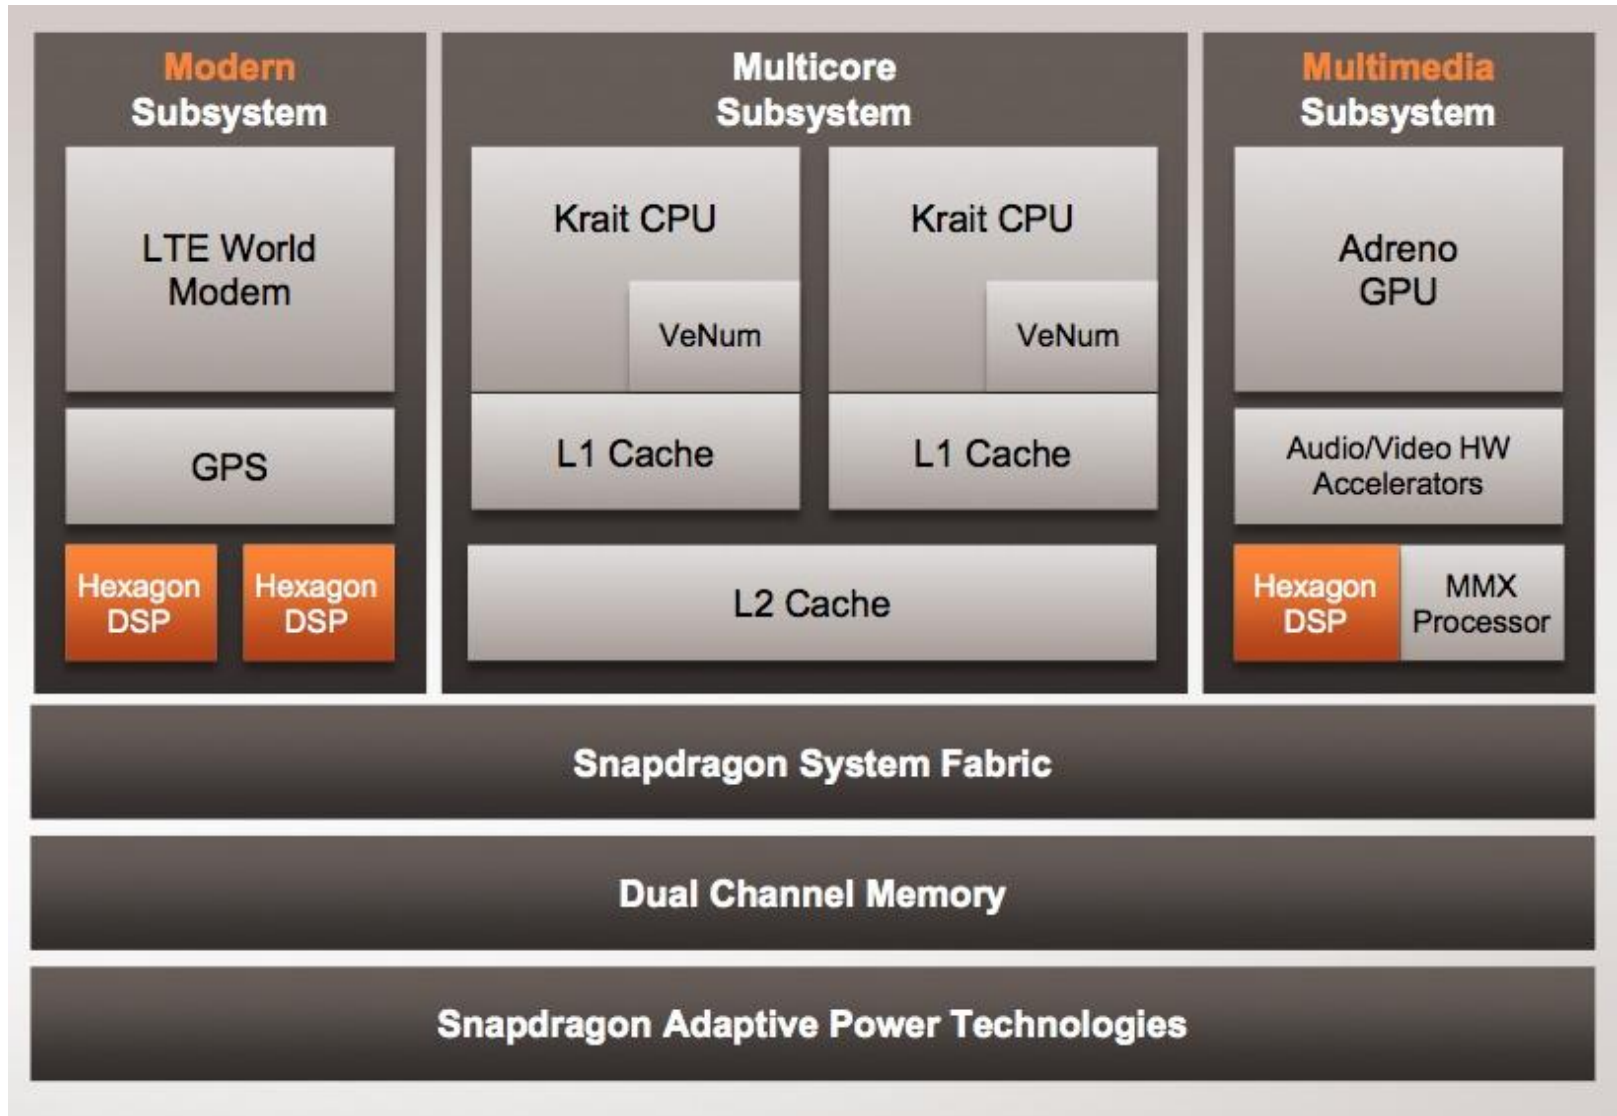 Modern
Subsystem
LTE World
Modem
GPS
Hexagon
DSP
Hexagon
DSP
Multicore
Subsystem
Krait CPU
VeNum
L1 Cache
Krait CPU
VeNum
L1 Cache
L2 Cache
Multimedia
Subsystem
Adreno
GPU
Audio/Video HW
Accelerators
Hexagon
DSP
MMX
Processor
Snapdragon System Fabric
Dual Channel Memory
Snapdragon Adaptive Power Technologies